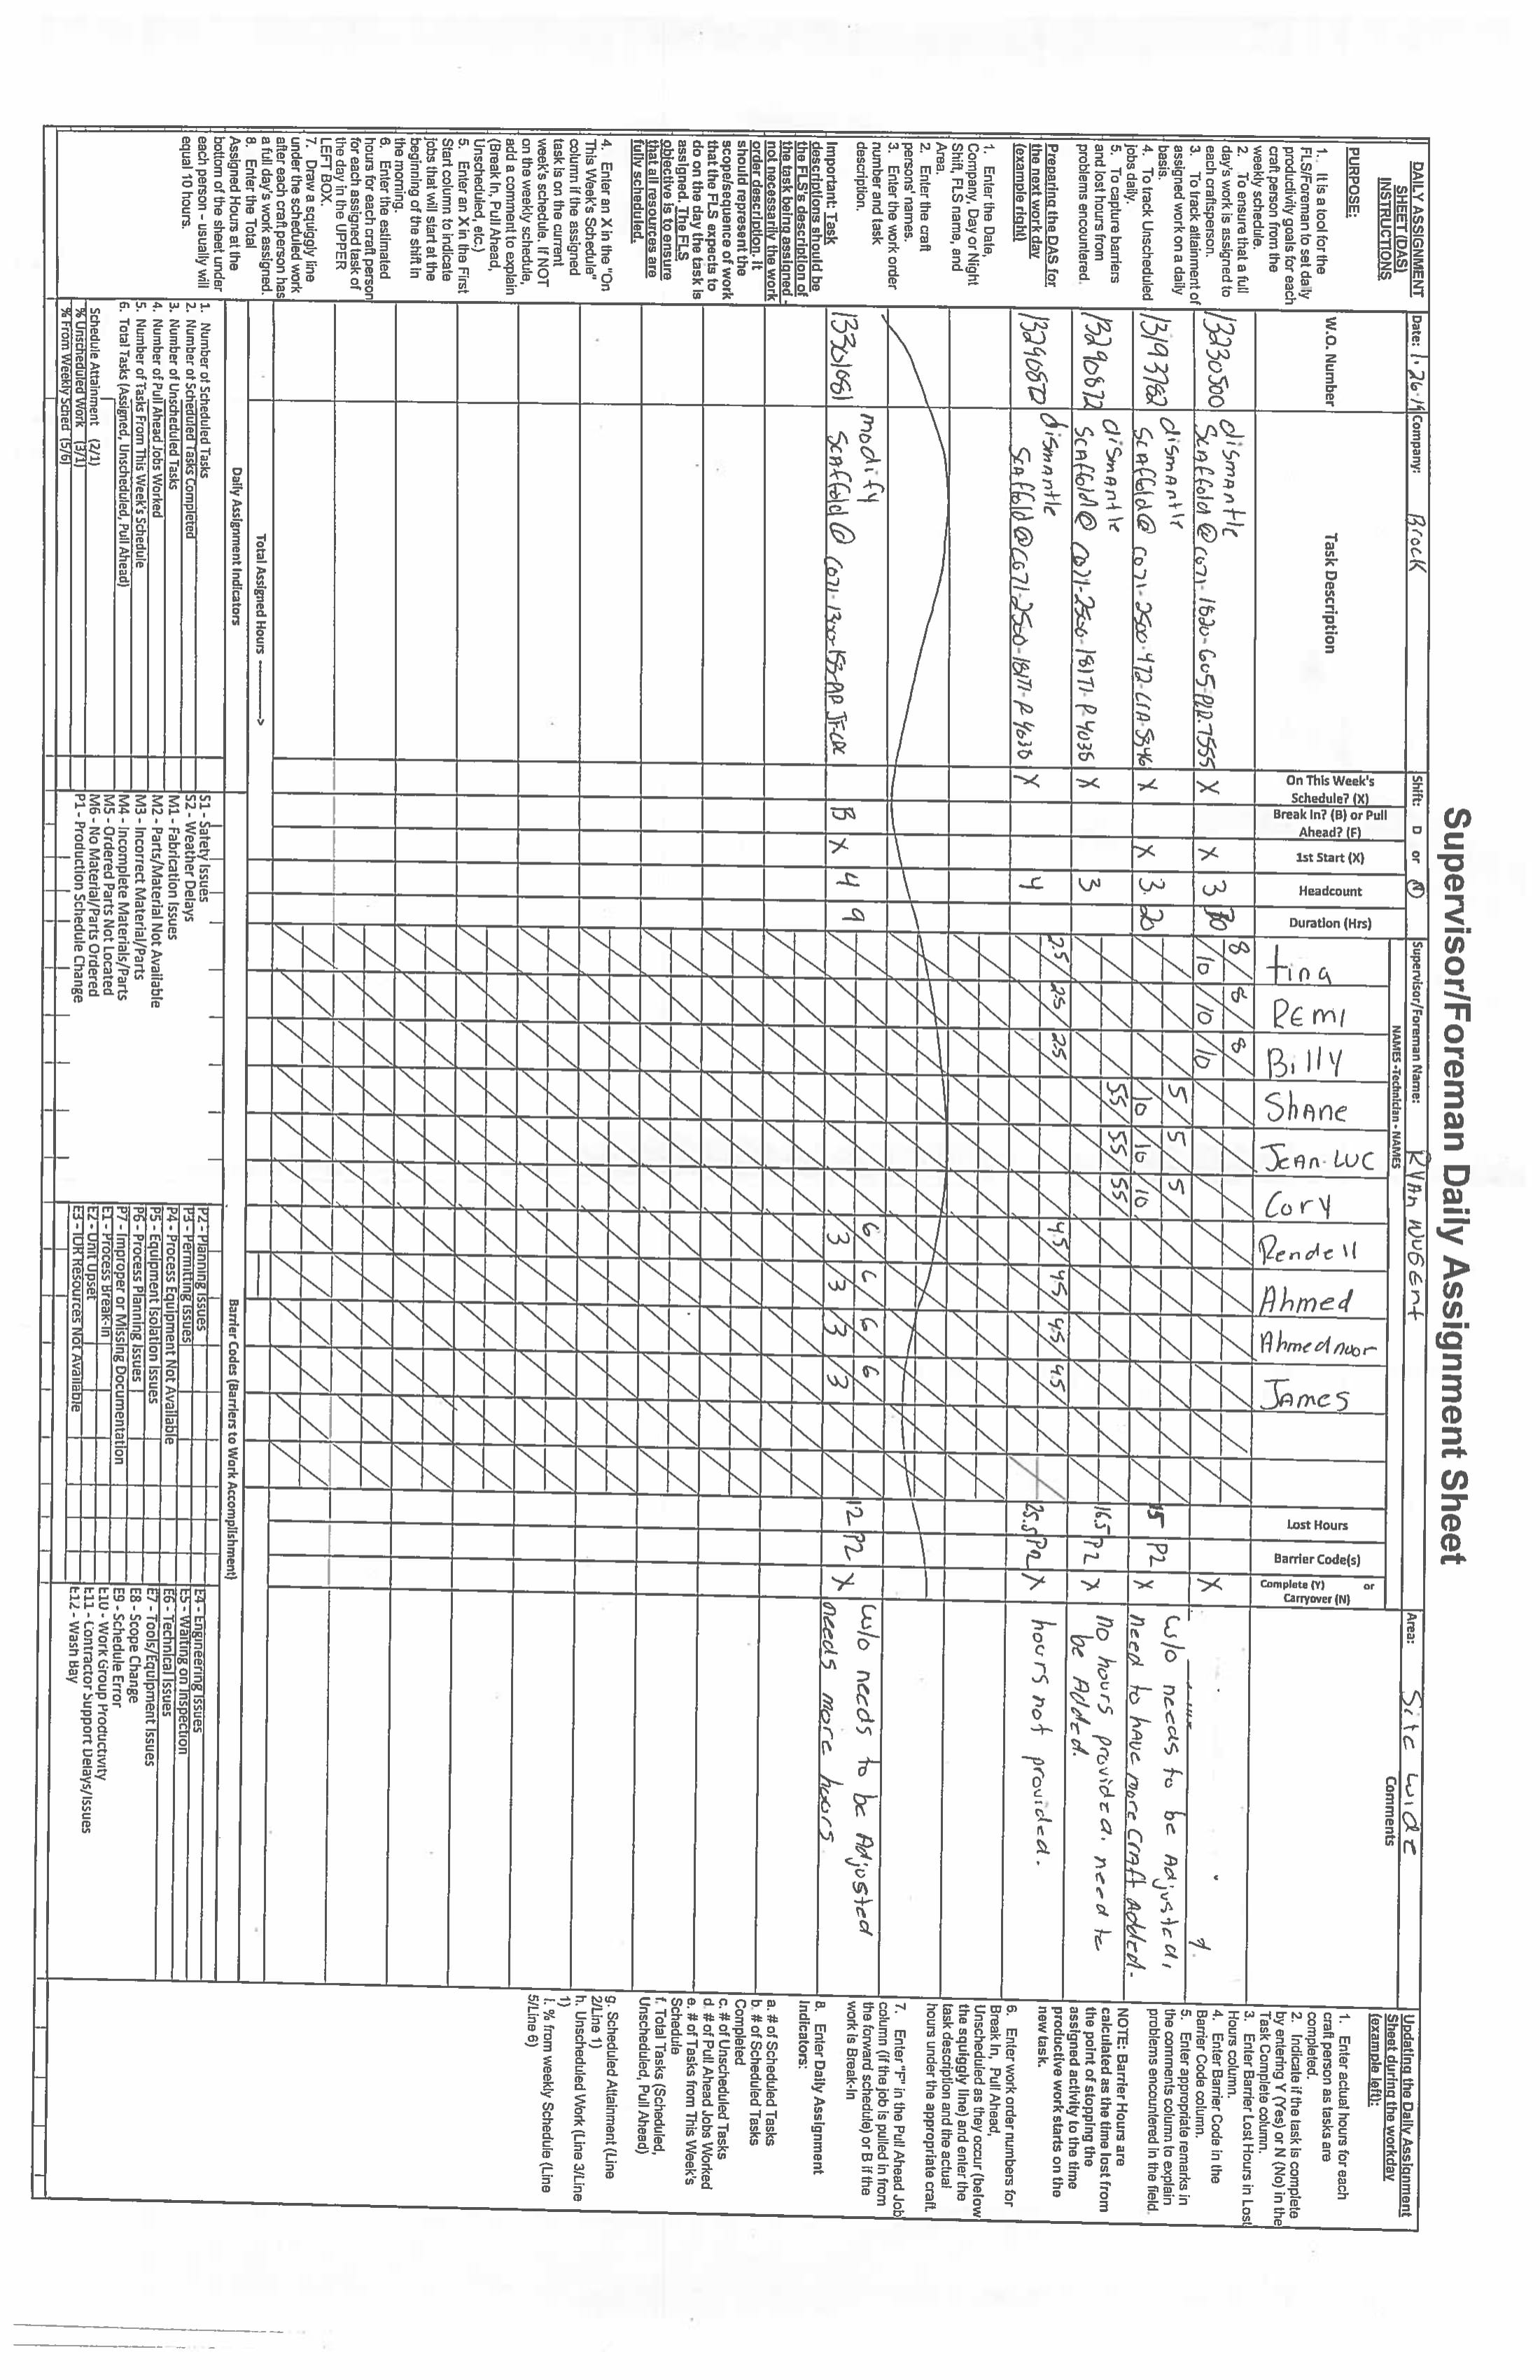 Supervisor/Foreman Daily Assignment Sheet
DAILY ASSIGNMENT
SHEET (DAS)
INSTRUCTIONS
PURPOSE:
1. It is a tool for the
FLS/Foreman to set daily
productivity goals for each
craft person from the
weekly schedule.
2. To ensure that a full
day's work is assigned to
each craftsperson.
3. To track attainment of
assigned work on a daily
basis.
4. To track Unscheduled
jobs daily.
5. To capture barriers
and lost hours from
problems encountered.
Preparing the DAS for
the next work day
(example right)
1. Enter the Date,
Company, Day or Night
Shift, FLS name, and
Area.
2. Enter the craft
persons' names.
3. Enter the work order
number and task
description.
Important: Task
descriptions should be
the FLS's description of
the task being assigned -
not necessarily the work
order description. It
should represent the
scope/sequence of work
that the FLS expects to
do on the day the task is
assigned. The FLS
objective is to ensure
that all resources are
fully scheduled.
4. Enter an X in the "On
This Week's Schedule"
column if the assigned
task is on the current
week's schedule. If NOT
on the weekly schedule,
add a comment to explain
(Break In, Pull Ahead,
Unscheduled, etc.)
5. Enter an X in the First
Start column to indicate
jobs that will start at the
beginning of the shift in
the morning.
6. Enter the estimated
hours for each craft person
for each assigned task of
the day in the UPPER
LEFT BOX.
7. Draw a squiggly line
under the scheduled work
after each craft person has
a full day's work assigned.
8. Enter the Total
Assigned Hours at the
bottom of the sheet under
each person - usually will
equal 10 hours.
Date: 1-26-19 Company: Brock Shift: D or N Supervisor/Foreman Name: RYAN NUGENT Area: Site wide
NAMES -Technician - NAMES
Comments
W.O. Number Task Description
On This Week's
Schedule? (X)
Break In? (B) or Pull
Ahead? (F)
1st Start (X)
Headcount
Duration (Hrs)
Remi
Billy
Shane
Jean-Luc
Cory
Rendell
Ahmed
Ahmednoor
James
Lost Hours
Barrier Code(s)
Complete (Y) or
Carryover (N)
dismantle 8 8 8
13230500 Scaffold @ C071-1820-605-PLR.7555 X X 3 30 10 10 10 X
dismantle 5 5 5 w/o needs to be Adjusted,
13193782 Scaffold @ C071-2500-472-LIA-5346 X X 3 20 10 10 10 15 P2 X need to have more craft Added.
dismantle 55 55 55 no hours provided. need to
13290872 Scaffold @ C071-2500-181TI-P-4038 X 3 16.5 P2 X be Added.
dismantle 2.5 25 25 45 45 45 45 hours not provided.
Scaffold @ C071-2500-181TI-P-4038 X 4 25.5 P2 X
modify 6 6 6 6 w/o needs to be Adjusted
13301081 Scaffold @ C071-1300-153-PIP B X 4 9 3 3 3 3 12 P2 X needs more hours
Total Assigned Hours ---------->
Daily Assignment Indicators
1. Number of Scheduled Tasks
2. Number of Scheduled Tasks Completed
3. Number of Unscheduled Tasks
4. Number of Pull Ahead Jobs Worked
5. Number of Tasks From This Week's Schedule
6. Total Tasks (Assigned, Unscheduled, Pull Ahead)
Schedule Attainment (2/1)
% Unscheduled Work (3/1)
% From Weekly Sched (5/6)
Barrier Codes (Barriers to Work Accomplishment)
S1 - Safety Issues
S2 - Weather Delays
M1 - Fabrication Issues
M2 - Parts/Material Not Available
M3 - Incorrect Material/Parts
M4 - Incomplete Materials/Parts
M5 - Ordered Parts Not Located
M6 - No Material/Parts Ordered
P1 - Production Schedule Change
P2 - Planning Issues
P3 - Permitting Issues
P4 - Process Equipment Not Available
P5 - Equipment Isolation Issues
P6 - Process Planning Issues
P7 - Improper or Missing Documentation
E1 - Process Break-in
E2 - Unit Upset
E3 - IOR Resources Not Available
E4 - Engineering Issues
E5 - Waiting on Inspection
E6 - Technical Issues
E7 - Tools/Equipment Issues
E8 - Scope Change
E9 - Schedule Error
E10 - Work Group Productivity
E11 - Contractor Support Delays/Issues
E12 - Wash Bay
Updating the Daily Assignment
Sheet during the workday
(example left):
1. Enter actual hours for each
craft person as tasks are
completed.
2. Indicate if the task is complete
by entering Y (Yes) or N (No) in the
Task Complete column.
3. Enter Barrier Lost Hours in Lost
Hours column.
4. Enter Barrier Code in the
Barrier Code column.
5. Enter appropriate remarks in
the comments column to explain
problems encountered in the field.
NOTE: Barrier Hours are
calculated as the time lost from
the point of stopping the
assigned activity to the time
productive work starts on the
new task.
6. Enter work order numbers for
Break In, Pull Ahead,
Unscheduled as they occur (below
the squiggly line) and enter the
task description and the actual
hours under the appropriate craft.
7. Enter "F" in the Pull Ahead Job
column (if the job is pulled in from
the forward schedule) or B if the
work is Break-In
8. Enter Daily Assignment
Indicators:
a. # of Scheduled Tasks
b. # of Scheduled Tasks
Completed
c. # of Unscheduled Tasks
d. # of Pull Ahead Jobs Worked
e. # of Tasks from This Week's
Schedule
f. Total Tasks (Scheduled,
Unscheduled, Pull Ahead)
g. Scheduled Attainment (Line
2/Line 1)
h. Unscheduled Work (Line 3/Line
1)
i. % from weekly Schedule (Line
5/Line 6)